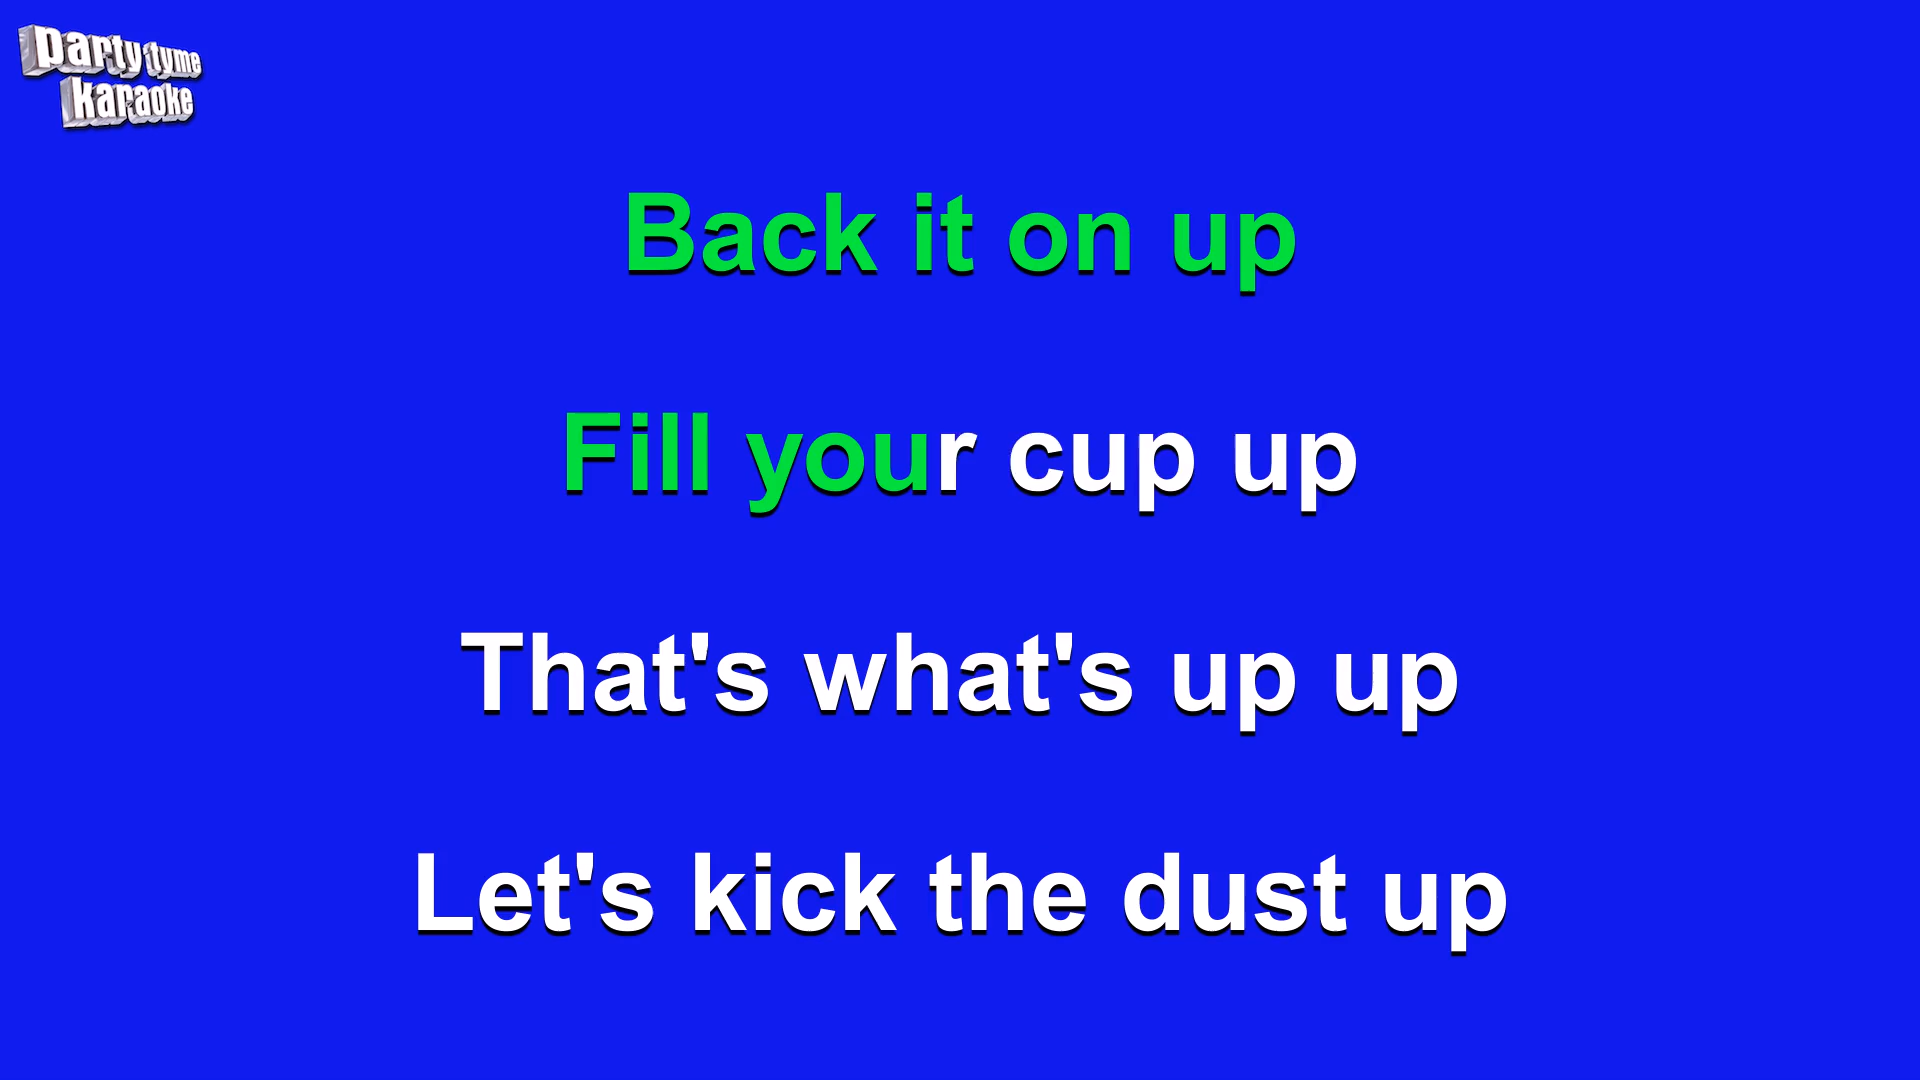 party tyme
karaoke
Back it on up
Fill your cup up
That's what's up up
Let's kick the dust up